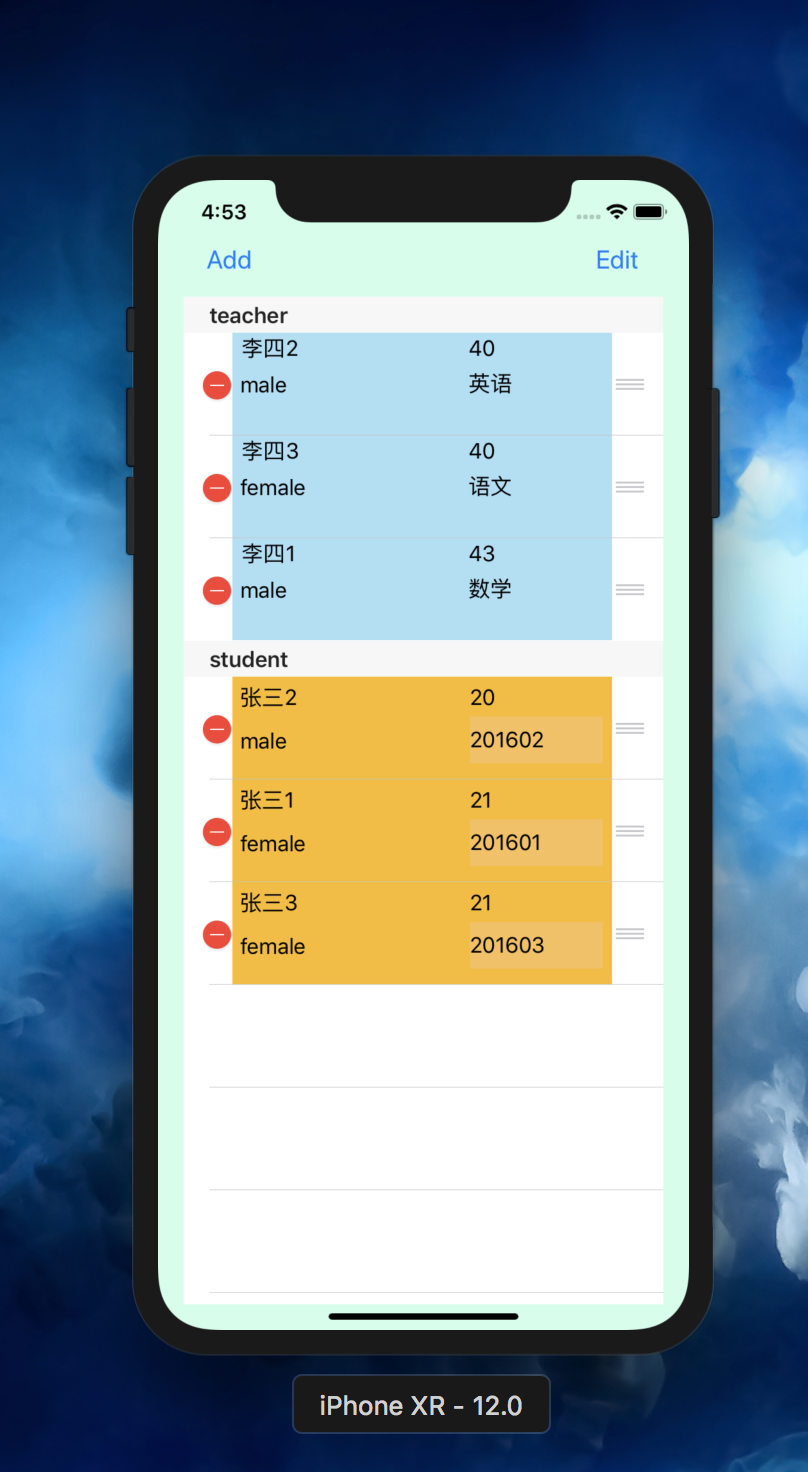 4:53
Add Edit
teacher
李四2 40
male 英语
李四3 40
female 语文
李四1 43
male 数学
student
张三2 20
male 201602
张三1 21
female 201601
张三3 21
female 201603
iPhone XR - 12.0